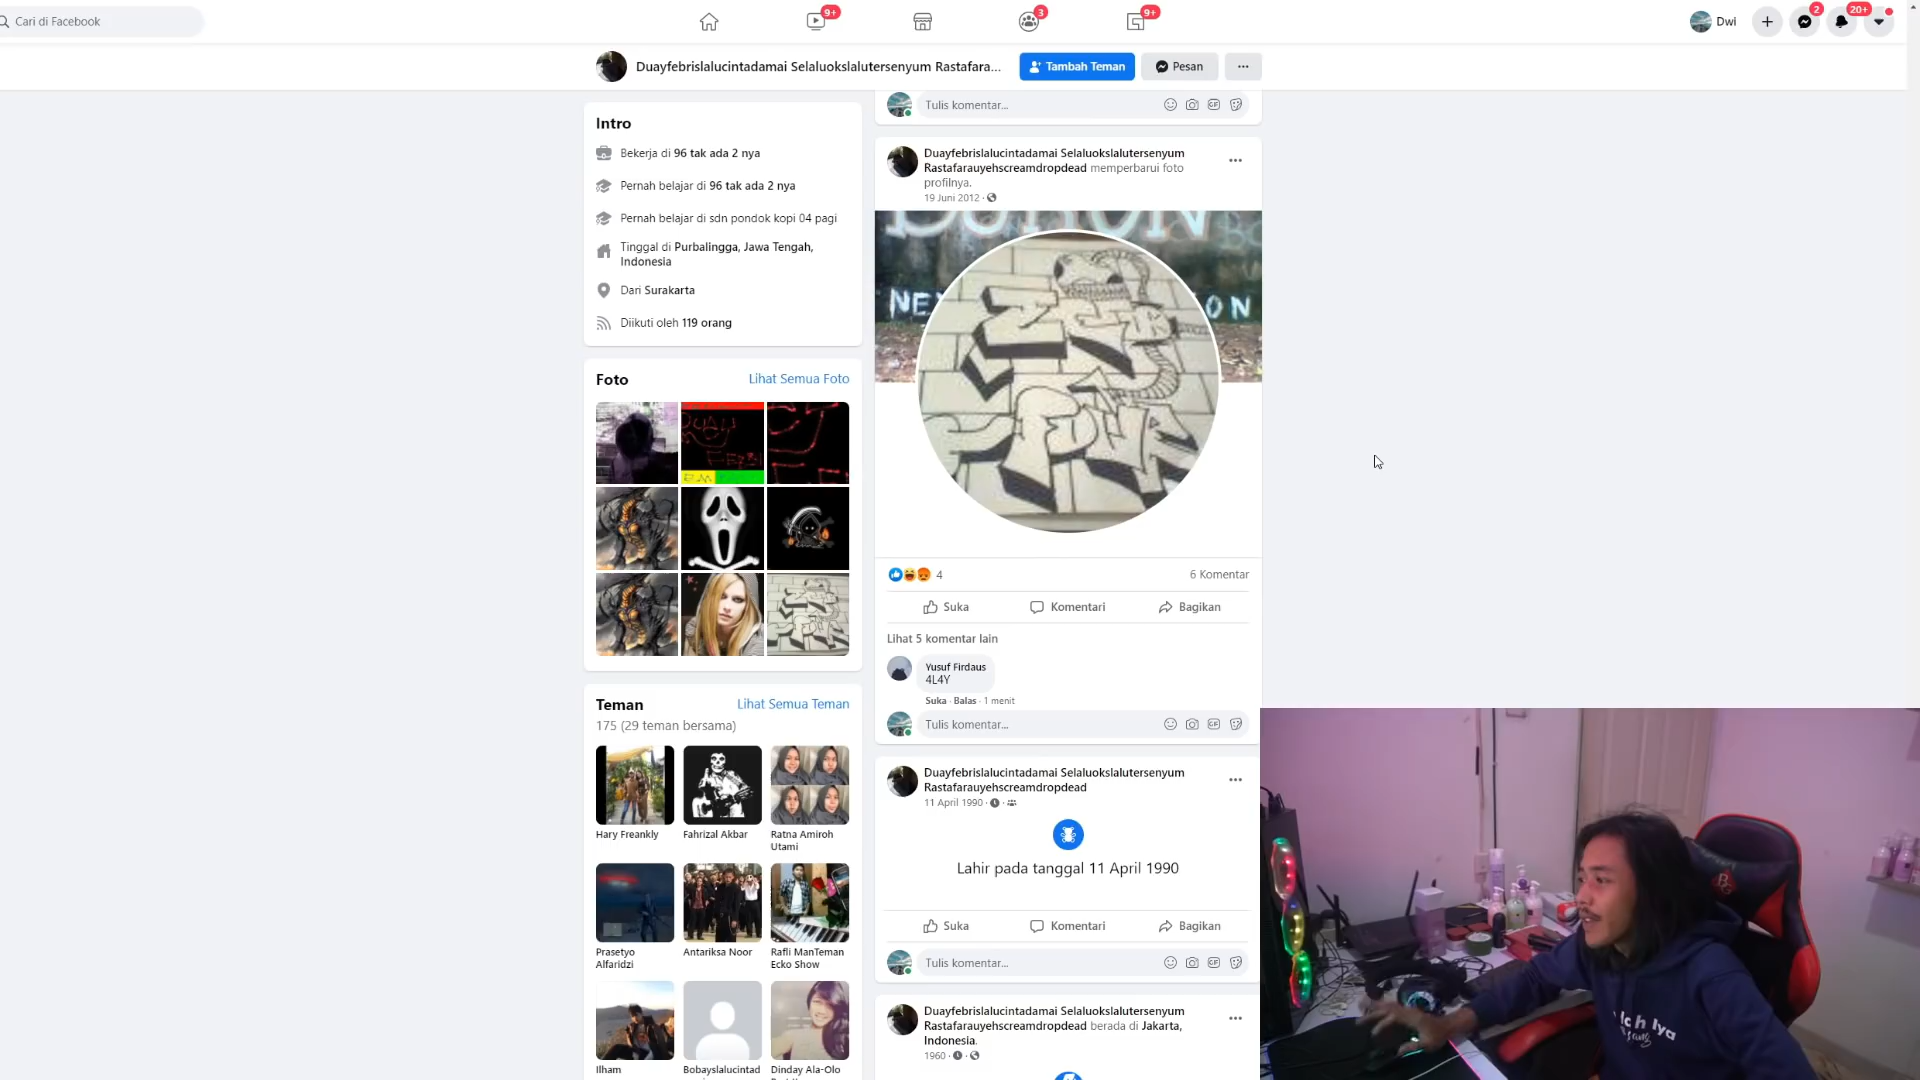 Cari di Facebook
9+
3
9+
Dwi
2
20+
Duayfebrislalucintadamai Selaluokslalutersenyum Rastafara...
Tambah Teman
Pesan
Intro
Bekerja di 96 tak ada 2 nya
Pernah belajar di 96 tak ada 2 nya
Pernah belajar di sdn pondok kopi 04 pagi
Tinggal di Purbalingga, Jawa Tengah,
Indonesia
Dari Surakarta
Diikuti oleh 119 orang
Foto
Lihat Semua Foto
Teman
Lihat Semua Teman
175 (29 teman bersama)
Hary Freankly
Fahrizal Akbar
Ratna Amiroh
Utami
Prasetyo
Alfaridzi
Antariksa Noor
Rafli ManTeman
Ecko Show
Ilham
Bobayslalucintad
Dinday Ala-Olo
Tulis komentar...
Duayfebrislalucintadamai Selaluokslalutersenyum
Rastafarauyehscreamdropdead memperbarui foto
profilnya.
19 Juni 2012
4
6 Komentar
Suka
Komentari
Bagikan
Lihat 5 komentar lain
Yusuf Firdaus
4L4Y
Suka · Balas · 1 menit
Tulis komentar...
Duayfebrislalucintadamai Selaluokslalutersenyum
Rastafarauyehscreamdropdead
11 April 1990
Lahir pada tanggal 11 April 1990
Suka
Komentari
Bagikan
Tulis komentar...
Duayfebrislalucintadamai Selaluokslalutersenyum
Rastafarauyehscreamdropdead berada di Jakarta,
Indonesia.
1960